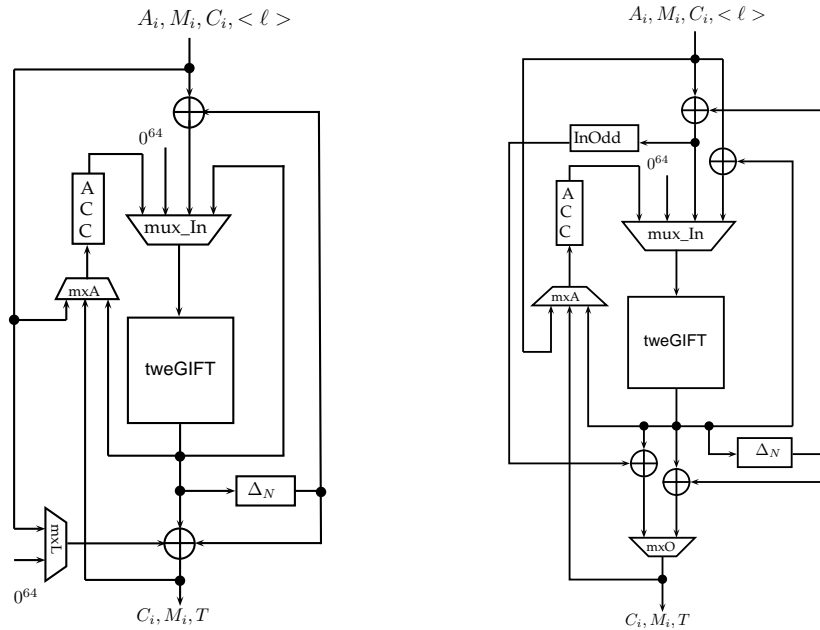 A_i, M_i, C_i, < ℓ >
0^64
A
C
C
mux_In
mxA
tweGIFT
Δ_N
mxL
0^64
C_i, M_i, T
A_i, M_i, C_i, < ℓ >
InOdd
0^64
A
C
C
mux_In
mxA
tweGIFT
Δ_N
mxO
C_i, M_i, T